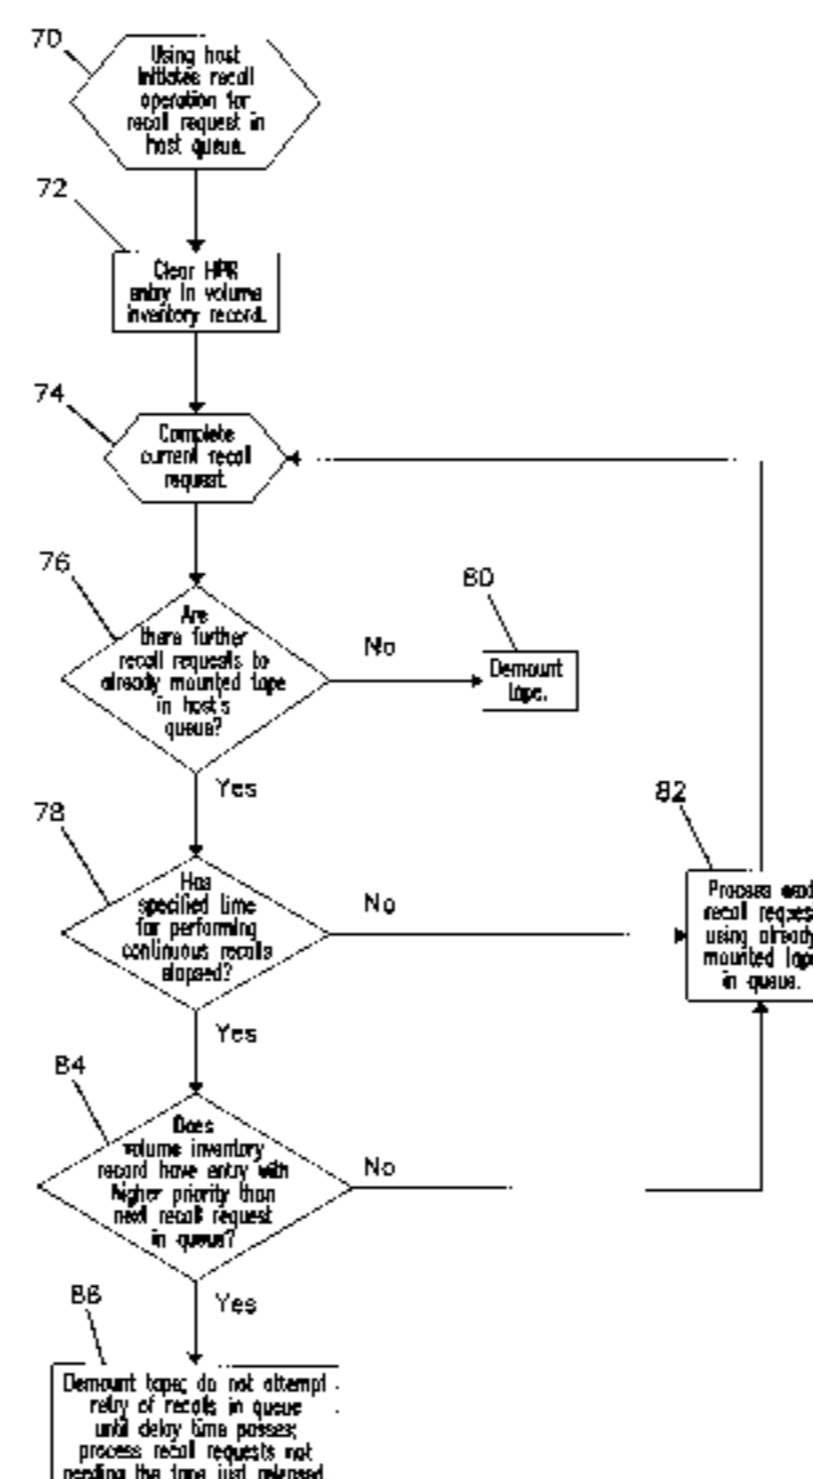 70
Using host
initiates recall
operation for
recall request in
host queue.
72
Clear HPR
entry in volume
inventory record.
74
Complete
current recall
request.
76
Are
there further
recall requests to
already mounted tape
in host's
queue?
No
80
Demount
tape.
Yes
78
Has
specified time
for performing
continuous recalls
elapsed?
No
82
Process
recall
using already
mounted
in queue.
Yes
84
Does
volume inventory
record have entry with
higher priority than
next recall request
in queue?
No
Yes
86
Demount tape; do not attempt
retry of recalls in queue
until delay time passes;
process recall requests not
needing the tape just released